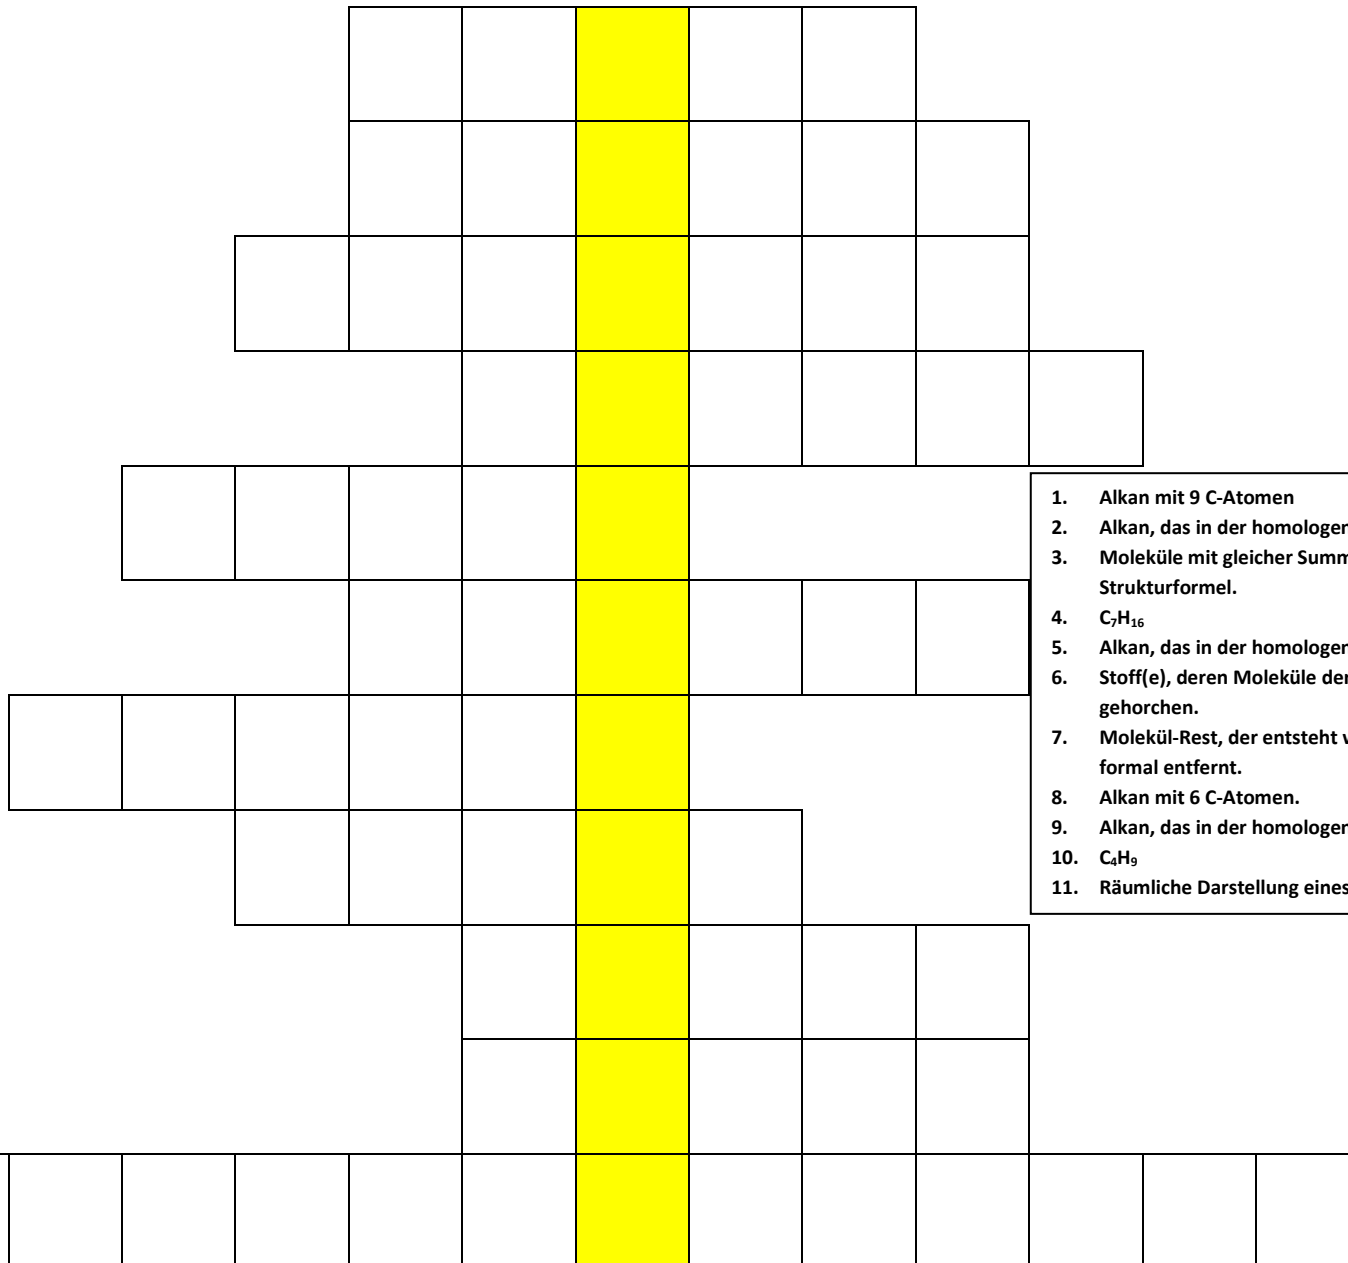 1. Alkan mit 9 C-Atomen
2. Alkan, das in der homologen
3. Moleküle mit gleicher Summ
Strukturformel.
4. C₇H₁₆
5. Alkan, das in der homologen
6. Stoff(e), deren Moleküle der
gehorchen.
7. Molekül-Rest, der entsteht
formal entfernt.
8. Alkan mit 6 C-Atomen.
9. Alkan, das in der homologen
10. C₄H₉
11. Räumliche Darstellung eines